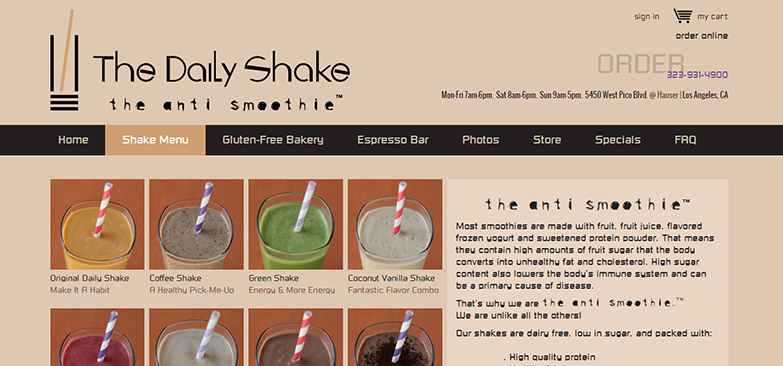 sign in my cart
order online
The Daily Shake
ORDER
323-931-4900
the anti smoothie™
Mon-Fri 7am-6pm, Sat 8am-6pm, Sun 9am-5pm, 5450 West Pico Blvd. @ Hauser | Los Angeles, CA
Home Shake Menu Gluten-Free Bakery Espresso Bar Photos Store Specials FAQ
Original Daily Shake
Make It A Habit
Coffee Shake
A Healthy Pick-Me-Up
Green Shake
Energy & More Energy
Coconut Vanilla Shake
Fantastic Flavor Combo
the anti smoothie™
Most smoothies are made with fruit, fruit juice, flavored
frozen yogurt and sweetened protein powder. That means
they contain high amounts of fruit sugar that the body
converts into unhealthy fat and cholesterol. High sugar
content also lowers the body's immune system and can
be a primary cause of disease.
That's why we are the anti smoothie.™
We are unlike all the others!
Our shakes are dairy free, low in sugar, and packed with:
. High quality protein